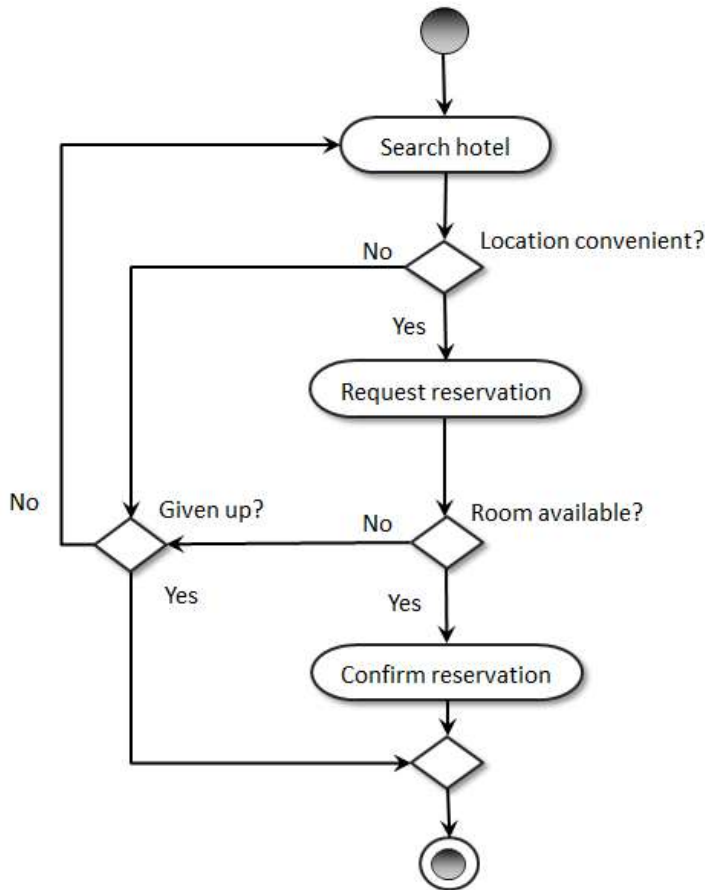 Search hotel
Location convenient?
No
Yes
Request reservation
No
Given up?
No
Room available?
Yes
Yes
Confirm reservation